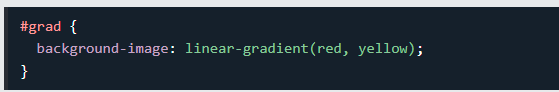 #grad {
  background-image: linear-gradient(red, yellow);
}